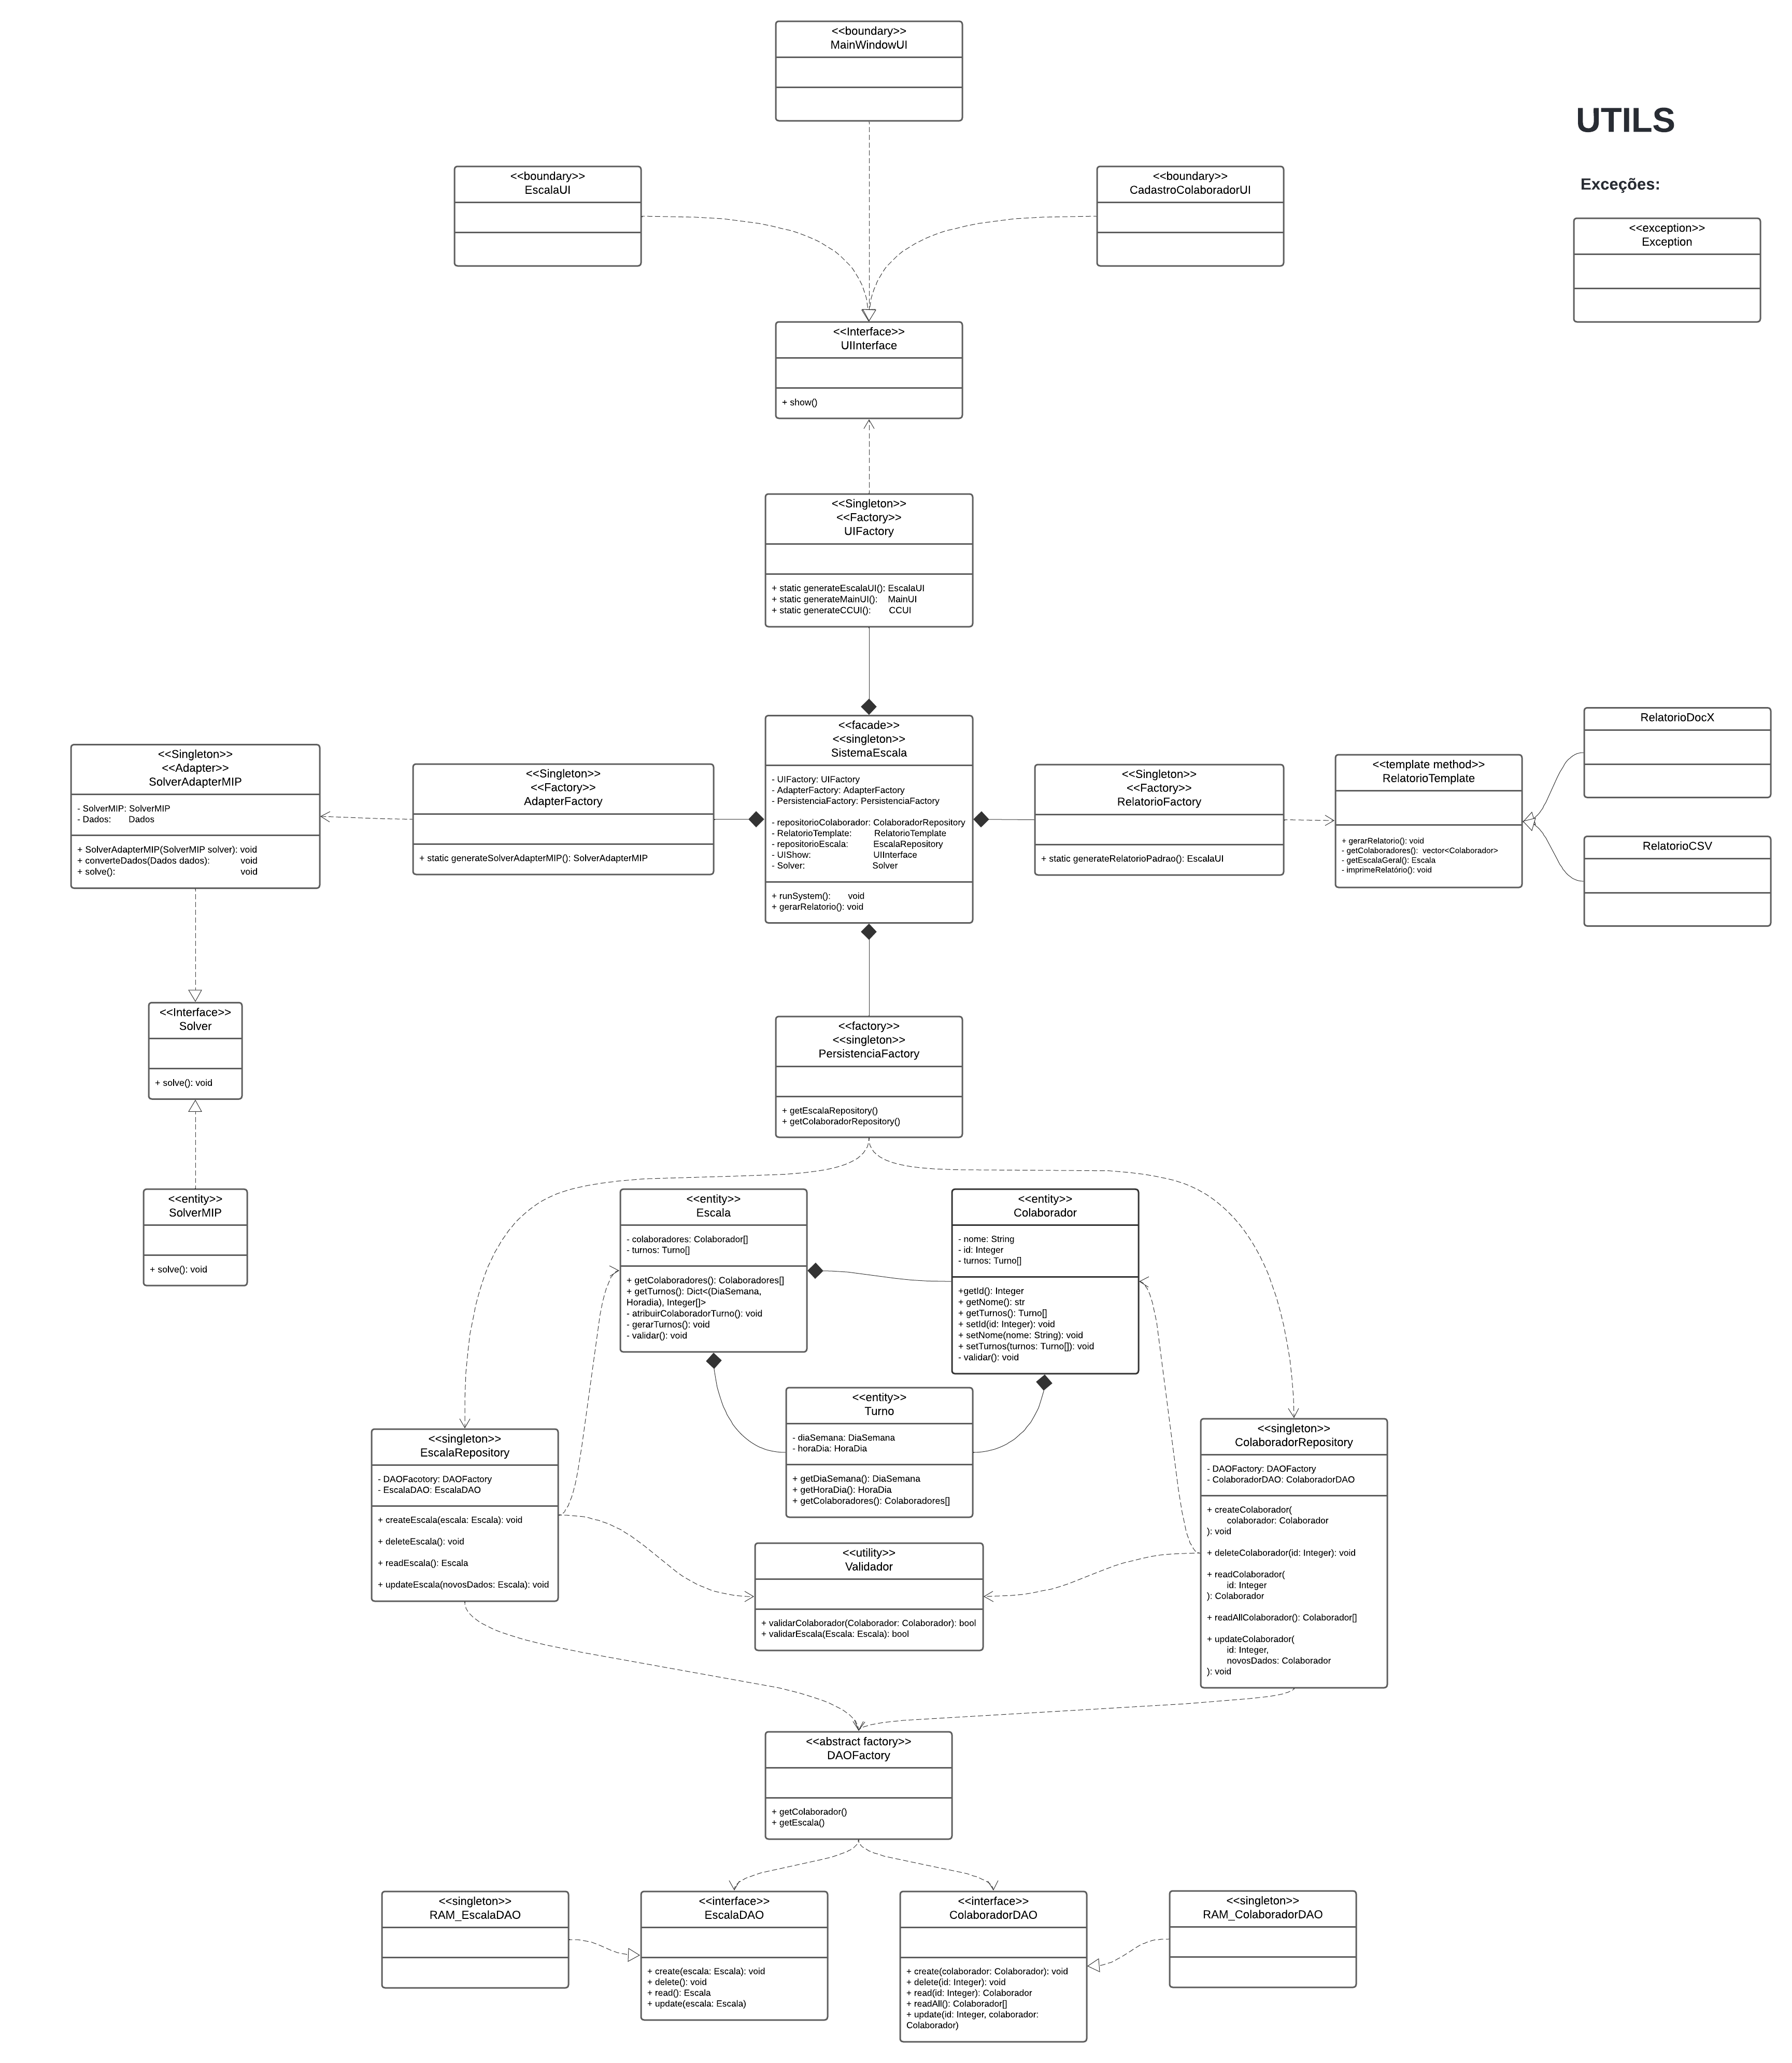 <<boundary>>
MainWindowUI
UTILS
<<boundary>>
EscalaUI
<<boundary>>
CadastroColaboradorUI
Exceções:
<<exception>>
Exception
<<Interface>>
UIInterface
+ show()
<<Singleton>>
<<Factory>>
UIFactory
+ static generateEscalaUI(): EscalaUI
+ static generateMainUI(): MainUI
+ static generateCCUI(): CCUI
<<Singleton>>
<<Adapter>>
SolverAdapterMIP
- SolverMIP: SolverMIP
- Dados: Dados
+ SolverAdapterMIP(SolverMIP solver): void
+ converteDados(Dados dados): void
+ solve(): void
<<Singleton>>
<<Factory>>
AdapterFactory
+ static generateSolverAdapterMIP(): SolverAdapterMIP
<<facade>>
<<singleton>>
SistemaEscala
- UIFactory: UIFactory
- AdapterFactory: AdapterFactory
- PersistenciaFactory: PersistenciaFactory
- repositorioColaborador: ColaboradorRepository
- RelatorioTemplate: RelatorioTemplate
- repositorioEscala: EscalaRepository
- UIShow: UIInterface
- Solver: Solver
+ runSystem(): void
+ gerarRelatorio(): void
<<Singleton>>
<<Factory>>
RelatorioFactory
+ static generateRelatorioPadrao(): EscalaUI
<<template method>>
RelatorioTemplate
+ gerarRelatorio(): void
- getColaboradores(): vector<Colaborador>
- getEscalaGeral(): Escala
- imprimeRelatório(): void
RelatorioDocX
RelatorioCSV
<<Interface>>
Solver
+ solve(): void
<<factory>>
<<singleton>>
PersistenciaFactory
+ getEscalaRepository()
+ getColaboradorRepository()
<<entity>>
SolverMIP
+ solve(): void
<<entity>>
Escala
- colaboradores: Colaborador[]
- turnos: Turno[]
+ getColaboradores(): Colaboradores[]
+ getTurnos(): Dict<(DiaSemana,
Horadia), Integer[]>
- atribuirColaboradorTurno(): void
- gerarTurnos(): void
- validar(): void
<<entity>>
Colaborador
- nome: String
- id: Integer
- turnos: Turno[]
+getId(): Integer
+ getNome(): str
+ getTurnos(): Turno[]
+ setId(id: Integer): void
+ setNome(nome: String): void
+ setTurnos(turnos: Turno[]): void
- validar(): void
<<entity>>
Turno
- diaSemana: DiaSemana
- horaDia: HoraDia
+ getDiaSemana(): DiaSemana
+ getHoraDia(): HoraDia
+ getColaboradores(): Colaboradores[]
<<singleton>>
EscalaRepository
- DAOFacotory: DAOFactory
- EscalaDAO: EscalaDAO
+ createEscala(escala: Escala): void
+ deleteEscala(): void
+ readEscala(): Escala
+ updateEscala(novosDados: Escala): void
<<singleton>>
ColaboradorRepository
- DAOFactory: DAOFactory
- ColaboradorDAO: ColaboradorDAO
+ createColaborador(
colaborador: Colaborador
): void
+ deleteColaborador(id: Integer): void
+ readColaborador(
id: Integer
): Colaborador
+ readAllColaborador(): Colaborador[]
+ updateColaborador(
id: Integer,
novosDados: Colaborador
): void
<<utility>>
Validador
+ validarColaborador(Colaborador: Colaborador): bool
+ validarEscala(Escala: Escala): bool
<<abstract factory>>
DAOFactory
+ getColaborador()
+ getEscala()
<<singleton>>
RAM_EscalaDAO
<<interface>>
EscalaDAO
+ create(escala: Escala): void
+ delete(): void
+ read(): Escala
+ update(escala: Escala)
<<interface>>
ColaboradorDAO
+ create(colaborador: Colaborador): void
+ delete(id: Integer): void
+ read(id: Integer): Colaborador
+ readAll(): Colaborador[]
+ update(id: Integer, colaborador:
Colaborador)
<<singleton>>
RAM_ColaboradorDAO